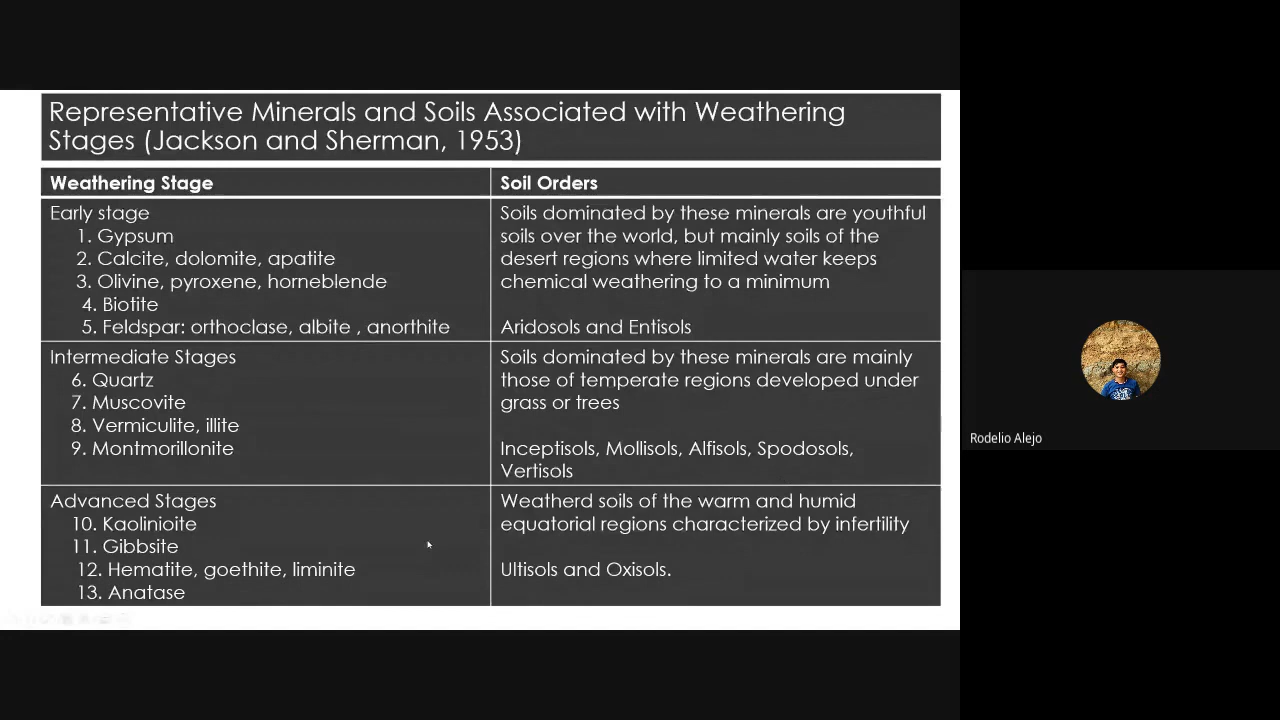 Representative Minerals and Soils Associated with Weathering
Stages (Jackson and Sherman, 1953)
Weathering Stage
Soil Orders
Early stage
1. Gypsum
2. Calcite, dolomite, apatite
3. Olivine, pyroxene, horneblende
4. Biotite
5. Feldspar: orthoclase, albite , anorthite
Soils dominated by these minerals are youthful
soils over the world, but mainly soils of the
desert regions where limited water keeps
chemical weathering to a minimum
Aridosols and Entisols
Intermediate Stages
6. Quartz
7. Muscovite
8. Vermiculite, illite
9. Montmorillonite
Soils dominated by these minerals are mainly
those of temperate regions developed under
grass or trees
Inceptisols, Mollisols, Alfisols, Spodosols,
Vertisols
Advanced Stages
10. Kaolinioite
11. Gibbsite
12. Hematite, goethite, liminite
13. Anatase
Weatherd soils of the warm and humid
equatorial regions characterized by infertility
Ultisols and Oxisols.
Rodelio Alejo